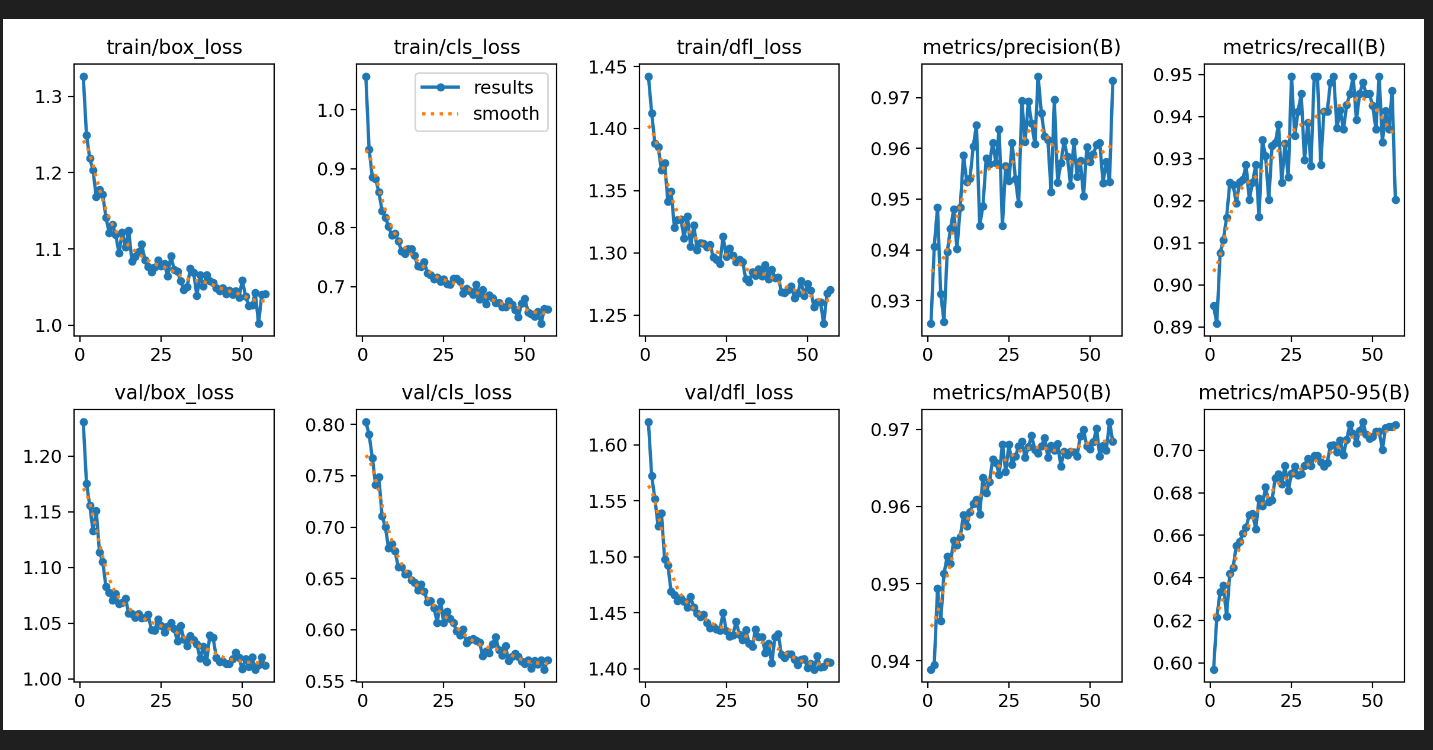 train/box_loss
1.3
1.2
1.1
1.0
0 25 50
train/cls_loss
results
smooth
1.0
0.9
0.8
0.7
0 25 50
train/dfl_loss
1.45
1.40
1.35
1.30
1.25
0 25 50
metrics/precision(B)
0.97
0.96
0.95
0.94
0.93
0 25 50
metrics/recall(B)
0.95
0.94
0.93
0.92
0.91
0.90
0.89
0 25 50
val/box_loss
1.20
1.15
1.10
1.05
1.00
0 25 50
val/cls_loss
0.80
0.75
0.70
0.65
0.60
0.55
0 25 50
val/dfl_loss
1.60
1.55
1.50
1.45
1.40
0 25 50
metrics/mAP50(B)
0.97
0.96
0.95
0.94
0 25 50
metrics/mAP50-95(B)
0.70
0.68
0.66
0.64
0.62
0.60
0 25 50